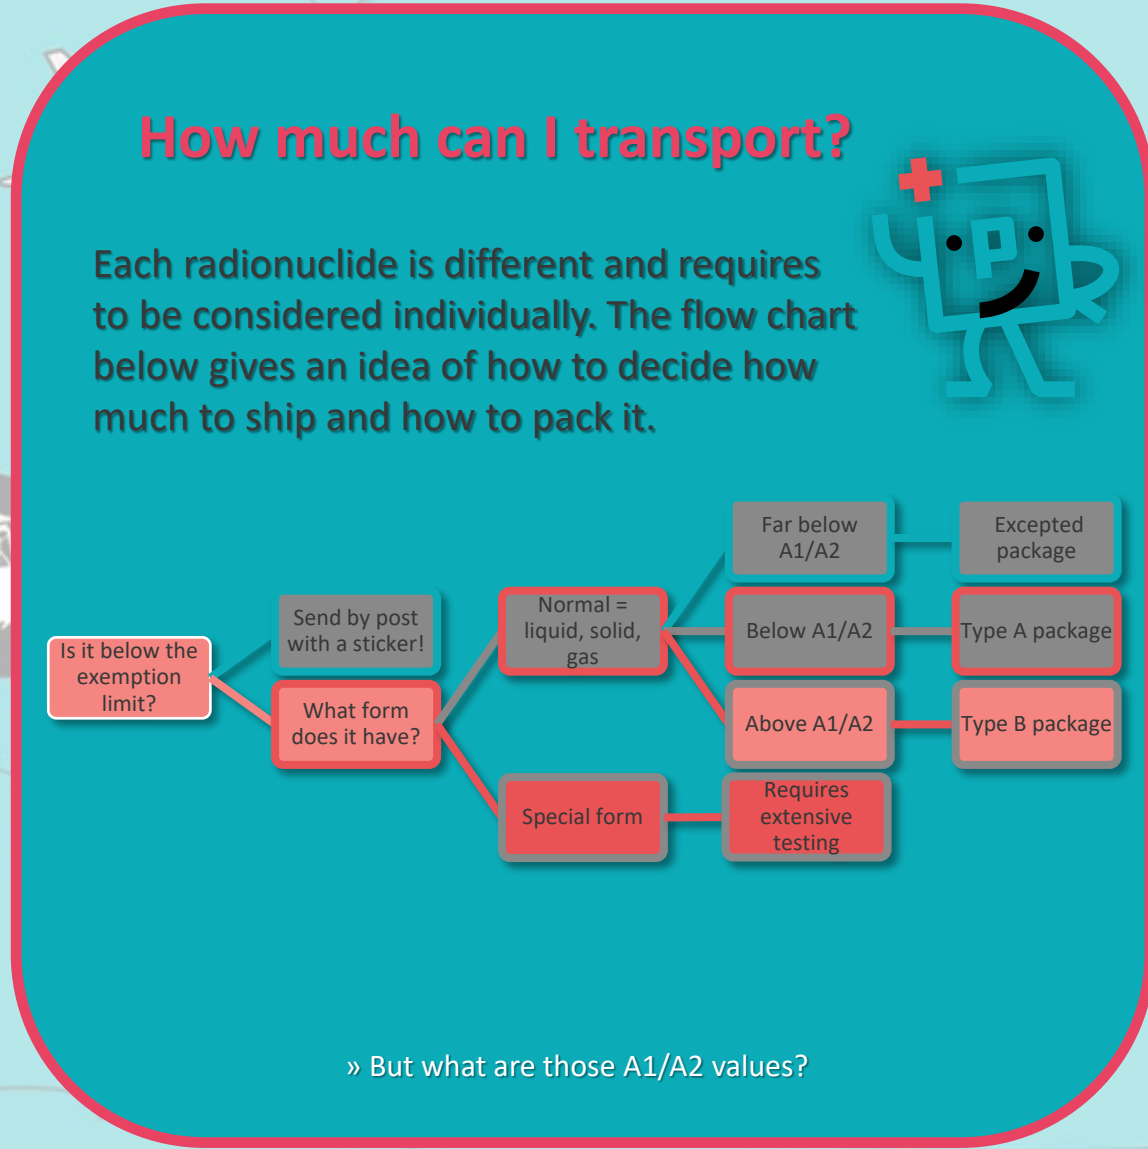 How much can I transport?
P
Each radionuclide is different and requires
to be considered individually. The flow chart
below gives an idea of how to decide how
much to ship and how to pack it.
Is it below the
exemption
limit?
Send by post
with a sticker!
What form
does it have?
Normal =
liquid, solid,
gas
Special form
Far below
A1/A2
Below A1/A2
Above A1/A2
Requires
extensive
testing
Excepted
package
Type A package
Type B package
» But what are those A1/A2 values?